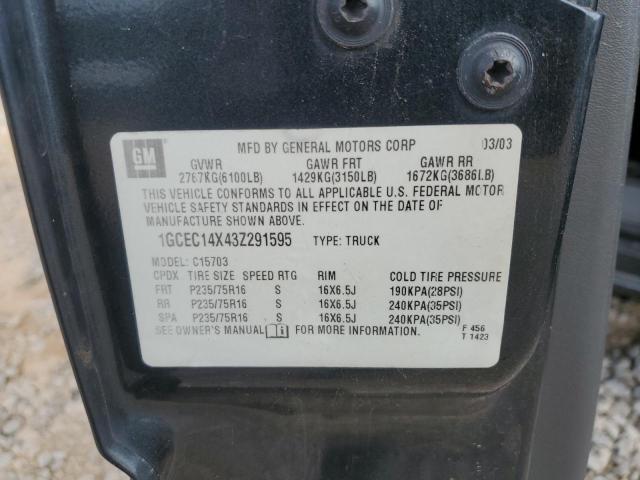 GM
MFD BY GENERAL MOTORS CORP 03/03
GVWR GAWR FRT GAWR RR
2767KG(6100LB) 1429KG(3150LB) 1672KG(3686LB)
THIS VEHICLE CONFORMS TO ALL APPLICABLE U.S. FEDERAL MOTOR
VEHICLE SAFETY STANDARDS IN EFFECT ON THE DATE OF
MANUFACTURE SHOWN ABOVE.
1GCEC14X43Z291595 TYPE: TRUCK
MODEL: C15703
CPDX TIRE SIZE SPEED RTG RIM COLD TIRE PRESSURE
FRT P235/75R16 S 16X6.5J 190KPA(28PSI)
RR P235/75R16 S 16X6.5J 240KPA(35PSI)
SPA P235/75R16 S 16X6.5J 240KPA(35PSI)
SEE OWNER'S MANUAL FOR MORE INFORMATION.
F 456
T 1423